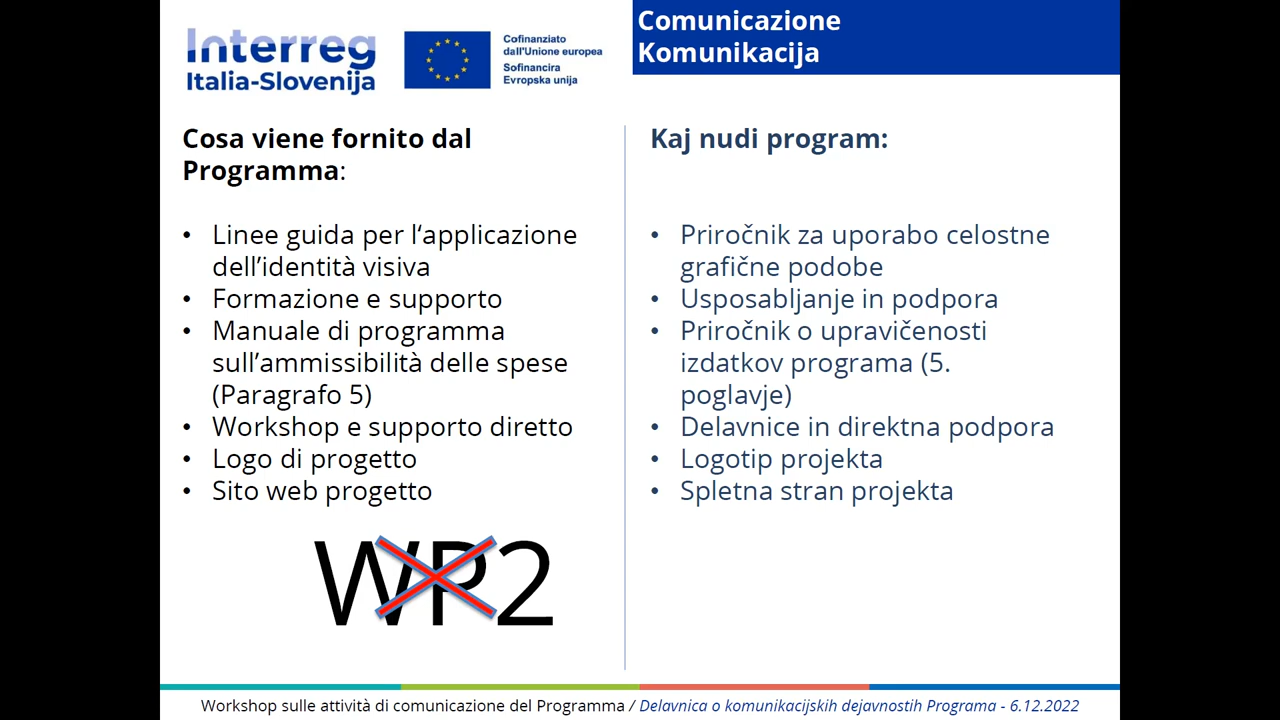 Interreg
Italia-Slovenija
Cofinanziato
dall'Unione europea
Sofinancira
Evropska unija
Comunicazione
Komunikacija
Cosa viene fornito dal
Programma:
• Linee guida per l‘applicazione
dell’identità visiva
• Formazione e supporto
• Manuale di programma
sull’ammissibilità delle spese
(Paragrafo 5)
• Workshop e supporto diretto
• Logo di progetto
• Sito web progetto
WP2
Kaj nudi program:
• Priročnik za uporabo celostne
grafične podobe
• Usposabljanje in podpora
• Priročnik o upravičenosti
izdatkov programa (5.
poglavje)
• Delavnice in direktna podpora
• Logotip projekta
• Spletna stran projekta
Workshop sulle attività di comunicazione del Programma / Delavnica o komunikacijskih dejavnostih Programa - 6.12.2022